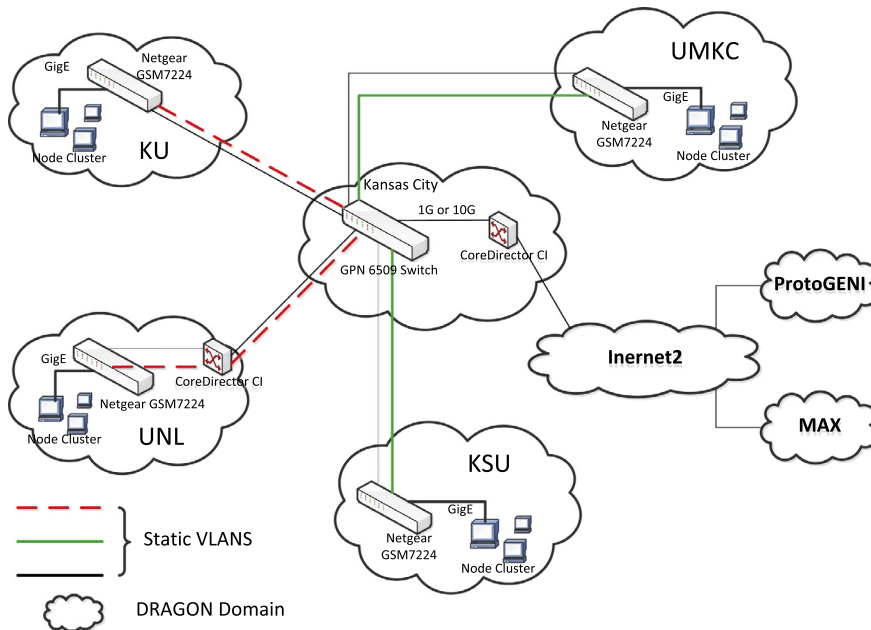 GigE
Netgear
GSM7224
Node Cluster
KU
UMKC
GigE
Netgear
GSM7224
Node Cluster
Kansas City
1G or 10G
GPN 6509 Switch
CoreDirector CI
ProtoGENI
Inernet2
MAX
GigE
CoreDirector CI
Netgear GSM7224
Node Cluster
UNL
KSU
GigE
Netgear
GSM7224
Node Cluster
Static VLANS
DRAGON Domain